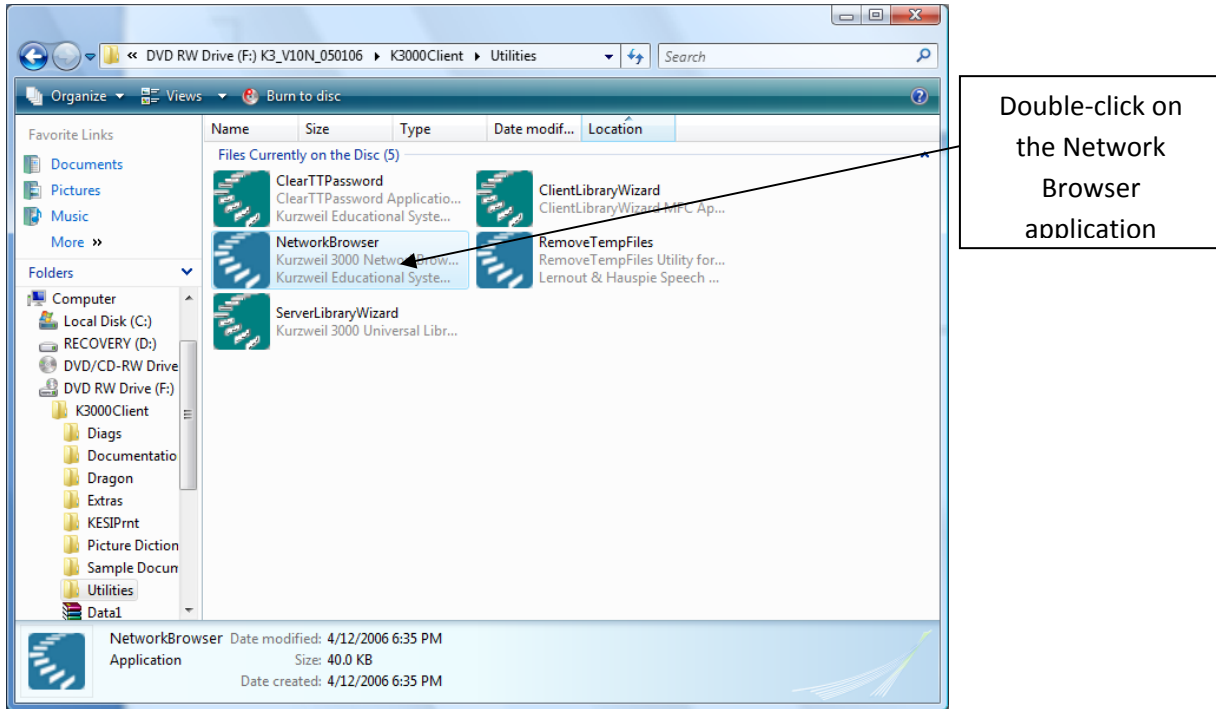 « DVD RW Drive (F:) K3_V10N_050106 ▸ K3000Client ▸ Utilities
Search
Organize
Views
Burn to disc
Favorite Links
Documents
Pictures
Music
More »
Folders
Computer
Local Disk (C:)
RECOVERY (D:)
DVD/CD-RW Drive
DVD RW Drive (F:)
K3000Client
Diags
Documentatio
Dragon
Extras
KESIPrnt
Picture Diction
Sample Docum
Utilities
Data1
Name Size Type Date modif... Location
Files Currently on the Disc (5)
ClearTTPassword
ClearTTPassword Applicatio...
Kurzweil Educational Syste...
ClientLibraryWizard
ClientLibraryWizard MFC Ap...
NetworkBrowser
Kurzweil 3000 NetworkBrow...
Kurzweil Educational Syste...
RemoveTempFiles
RemoveTempFiles Utility for...
Lernout & Hauspie Speech ...
ServerLibraryWizard
Kurzweil 3000 Universal Libr...
NetworkBrowser Date modified: 4/12/2006 6:35 PM
Application Size: 40.0 KB
Date created: 4/12/2006 6:35 PM
Double-click on
the Network
Browser
application